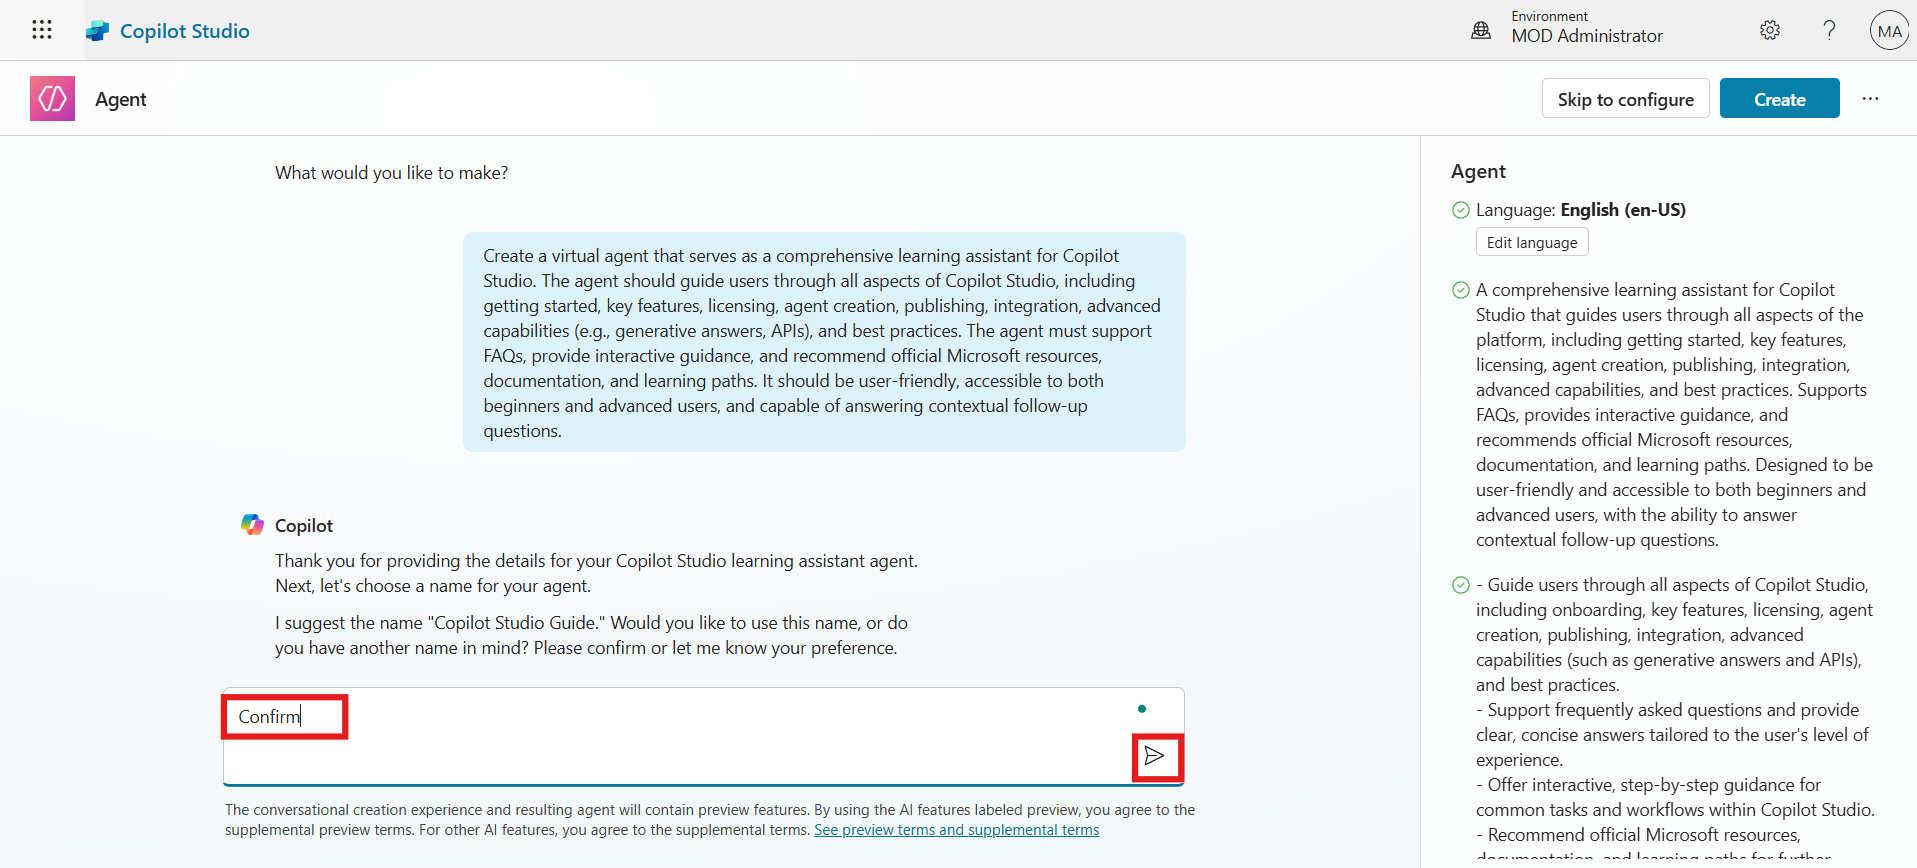 Copilot Studio
Environment
MOD Administrator
?
MA
Agent
Skip to configure
Create
...
What would you like to make?
Create a virtual agent that serves as a comprehensive learning assistant for Copilot
Studio. The agent should guide users through all aspects of Copilot Studio, including
getting started, key features, licensing, agent creation, publishing, integration, advanced
capabilities (e.g., generative answers, APIs), and best practices. The agent must support
FAQs, provide interactive guidance, and recommend official Microsoft resources,
documentation, and learning paths. It should be user-friendly, accessible to both
beginners and advanced users, and capable of answering contextual follow-up
questions.
Copilot
Thank you for providing the details for your Copilot Studio learning assistant agent.
Next, let's choose a name for your agent.
I suggest the name "Copilot Studio Guide." Would you like to use this name, or do
you have another name in mind? Please confirm or let me know your preference.
Confirm
The conversational creation experience and resulting agent will contain preview features. By using the AI features labeled preview, you agree to the
supplemental preview terms. For other AI features, you agree to the supplemental terms. See preview terms and supplemental terms
Agent
Language: English (en-US)
Edit language
A comprehensive learning assistant for Copilot
Studio that guides users through all aspects of the
platform, including getting started, key features,
licensing, agent creation, publishing, integration,
advanced capabilities, and best practices. Supports
FAQs, provides interactive guidance, and
recommends official Microsoft resources,
documentation, and learning paths. Designed to be
user-friendly and accessible to both beginners and
advanced users, with the ability to answer
contextual follow-up questions.
- Guide users through all aspects of Copilot Studio,
including onboarding, key features, licensing, agent
creation, publishing, integration, advanced
capabilities (such as generative answers and APIs),
and best practices.
- Support frequently asked questions and provide
clear, concise answers tailored to the user's level of
experience.
- Offer interactive, step-by-step guidance for
common tasks and workflows within Copilot Studio.
- Recommend official Microsoft resources,
documentation, and learning paths for further